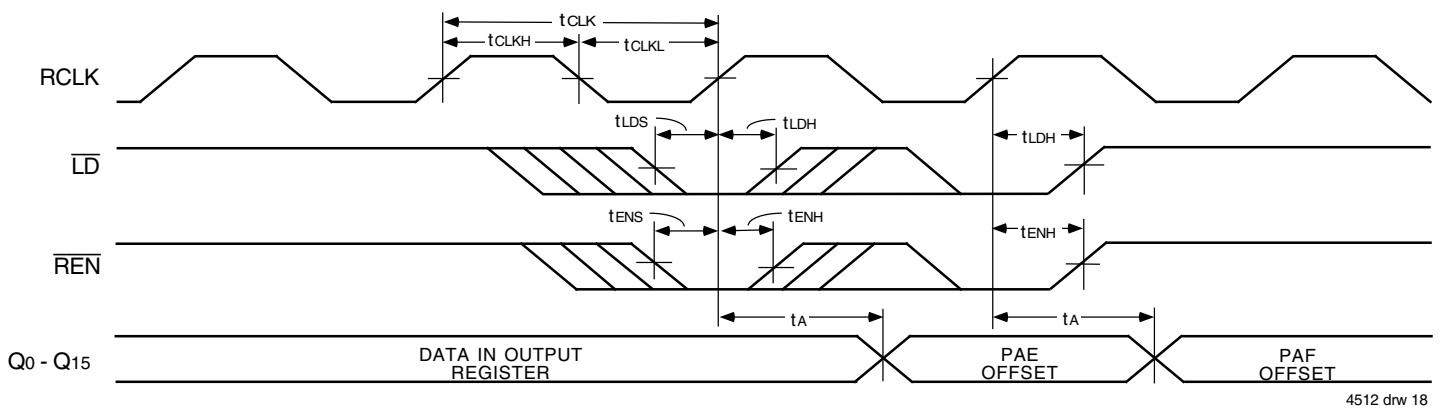 tCLK
tCLKH tCLKL
RCLK
tLDS tLDH tLDH
LD
tENS tENH tENH
REN
tA tA
Q0 - Q15 DATA IN OUTPUT REGISTER PAE OFFSET PAF OFFSET
4512 drw 18